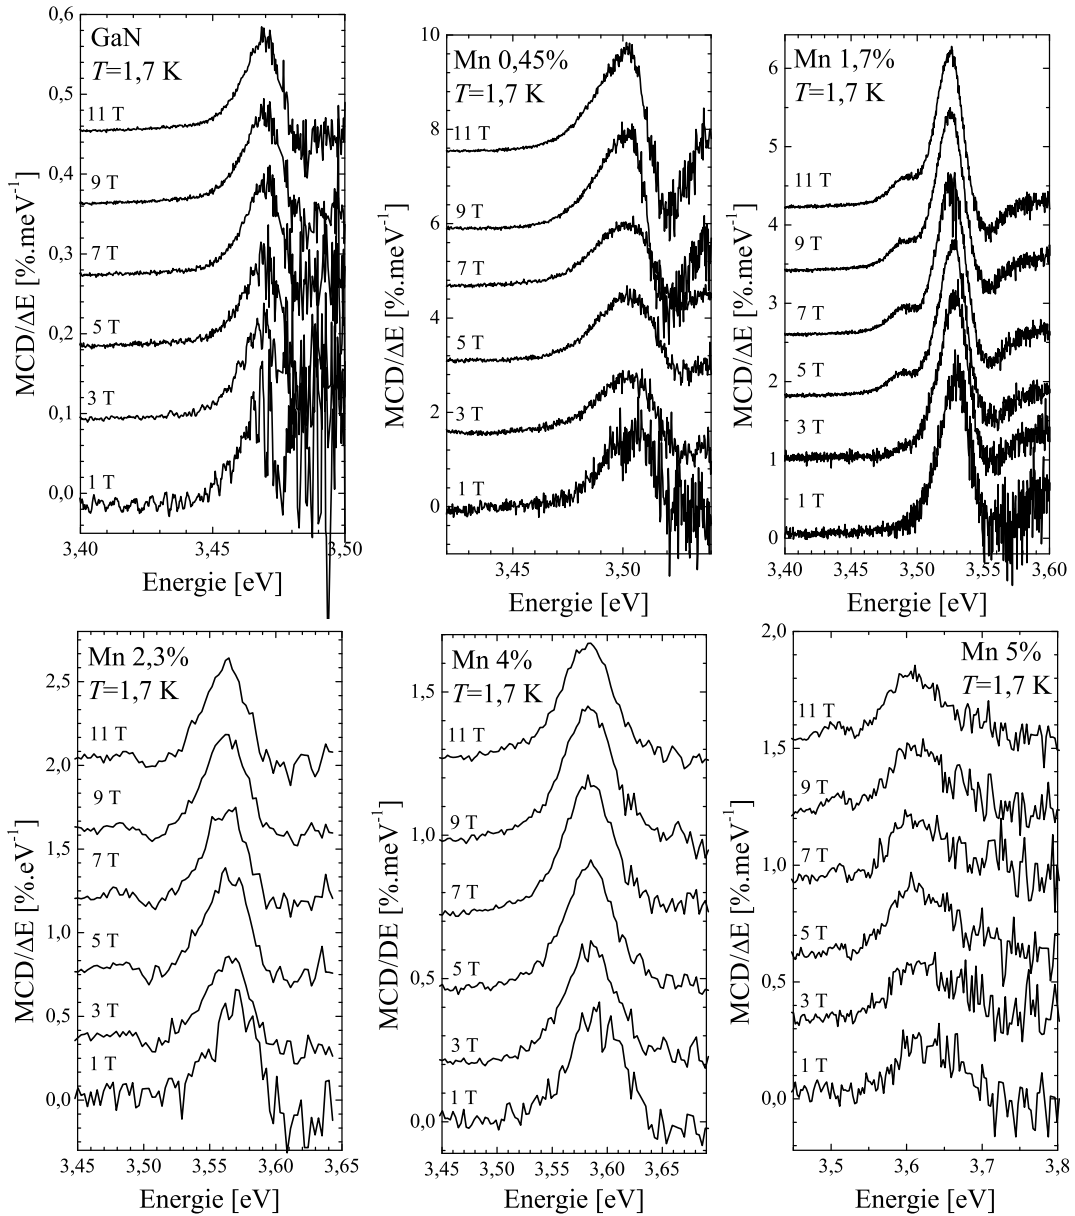 GaN
T=1,7 K
11 T
9 T
7 T
5 T
3 T
1 T
0,6
0,5
0,4
0,3
0,2
0,1
0,0
MCD/ΔE [%.meV⁻¹]
3,40
3,45
3,50
Energie [eV]
Mn 0,45%
T=1,7 K
11 T
9 T
7 T
5 T
3 T
1 T
10
8
6
4
2
0
MCD/ΔE [%.meV⁻¹]
3,45
3,50
Energie [eV]
Mn 1,7%
T=1,7 K
11 T
9 T
7 T
5 T
3 T
1 T
6
5
4
3
2
1
0
MCD/ΔE [%.meV⁻¹]
3,40
3,45
3,50
3,55
3,60
Energie [eV]
Mn 2,3%
T=1,7 K
11 T
9 T
7 T
5 T
3 T
1 T
2,5
2,0
1,5
1,0
0,5
0,0
MCD/ΔE [%.eV⁻¹]
3,45
3,50
3,55
3,60
3,65
Energie [eV]
Mn 4%
T=1,7 K
11 T
9 T
7 T
5 T
3 T
1 T
1,5
1,0
0,5
0,0
MCD/DE [%.meV⁻¹]
3,45
3,50
3,55
3,60
3,65
Energie [eV]
Mn 5%
T=1,7 K
11 T
9 T
7 T
5 T
3 T
1 T
2,0
1,5
1,0
0,5
0,0
MCD/ΔE [%.meV⁻¹]
3,5
3,6
3,7
3,8
Energie [eV]